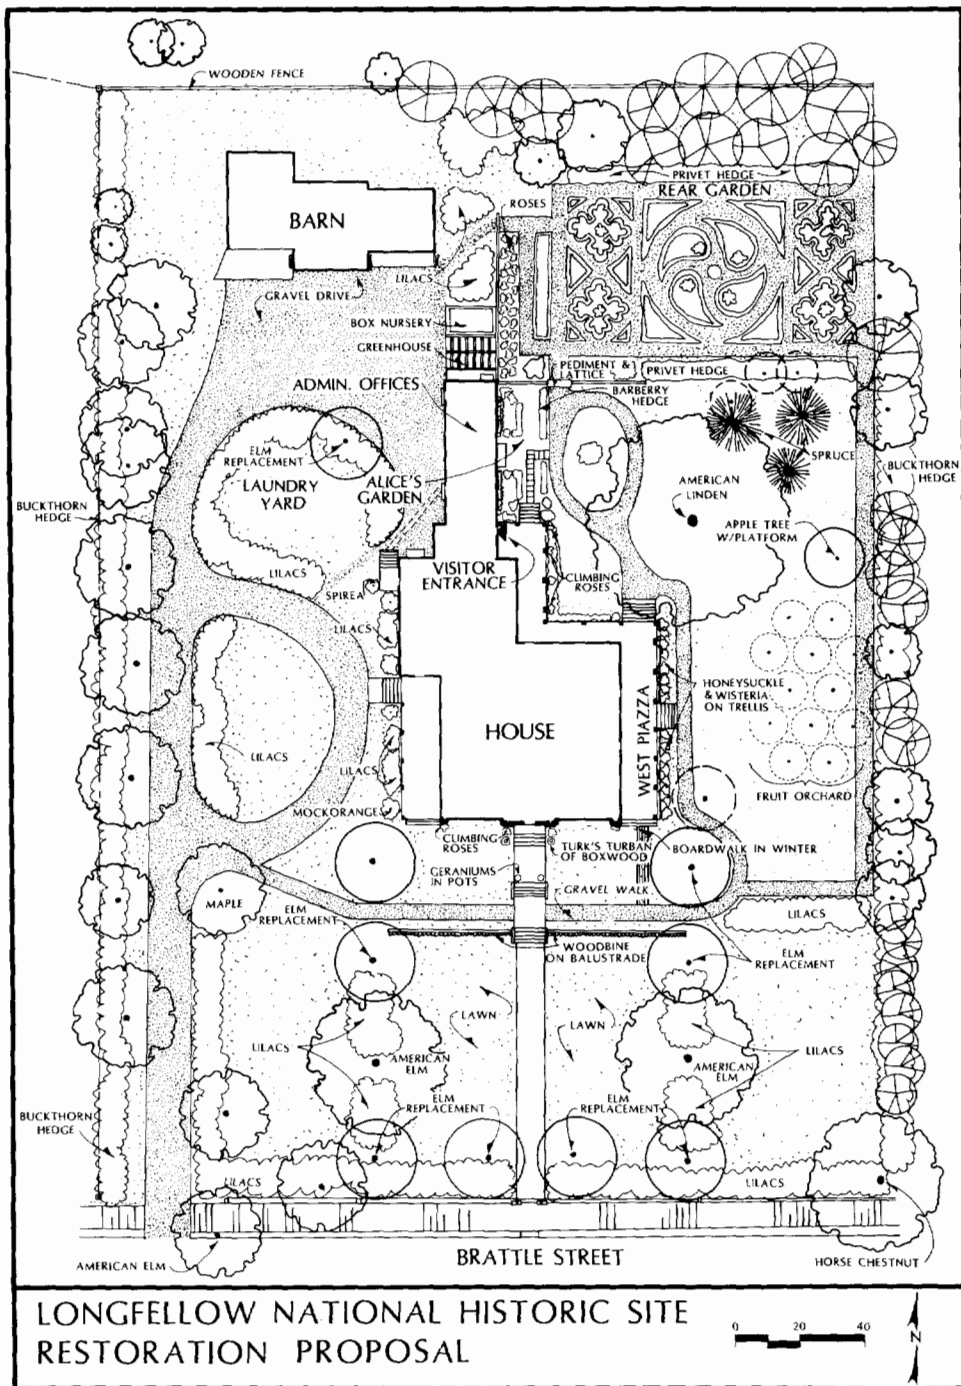 WOODEN FENCE
PRIVET HEDGE
REAR GARDEN
ROSES
BARN
LILACS
GRAVEL DRIVE
BOX NURSERY
GREENHOUSE
PEDIMENT &
LATTICE
PRIVET HEDGE
ADMIN. OFFICES
BARBERRY
HEDGE
ELM
REPLACEMENT
SPRUCE
LAUNDRY
YARD
ALICE'S
GARDEN
AMERICAN
LINDEN
BUCKTHORN
HEDGE
BUCKTHORN
HEDGE
APPLE TREE
W/PLATFORM
VISITOR
ENTRANCE
LILACS
CLIMBING
ROSES
SPIREA
LILACS
HONEYSUCKLE
& WISTERIA
ON TRELLIS
HOUSE
WEST PIAZZA
LILACS
LILACS
FRUIT ORCHARD
MOCKORANGE
CLIMBING
ROSES
TURK'S TURBAN
OF BOXWOOD
BOARDWALK IN WINTER
GERANIUMS
IN POTS
GRAVEL WALK
MAPLE
ELM
REPLACEMENT
LILACS
WOODBINE
ON BALUSTRADE
ELM
REPLACEMENT
LAWN
LAWN
LILACS
AMERICAN
ELM
AMERICAN
ELM
LILACS
ELM
REPLACEMENT
ELM
REPLACEMENT
BUCKTHORN
HEDGE
LILACS
LILACS
AMERICAN ELM
BRATTLE STREET
HORSE CHESTNUT
LONGFELLOW NATIONAL HISTORIC SITE
RESTORATION PROPOSAL
0 20 40
N